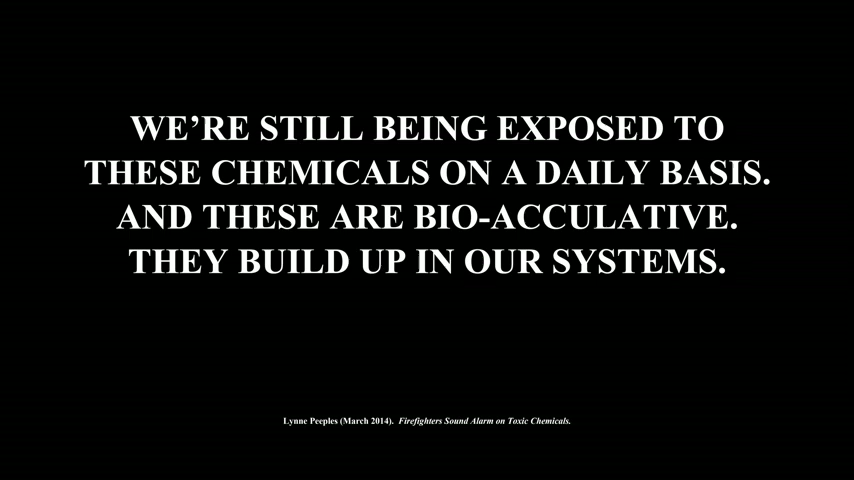 WE’RE STILL BEING EXPOSED TO
THESE CHEMICALS ON A DAILY BASIS.
AND THESE ARE BIO-ACCULATIVE.
THEY BUILD UP IN OUR SYSTEMS.
Lynne Peeples (March 2014). Firefighters Sound Alarm on Toxic Chemicals.